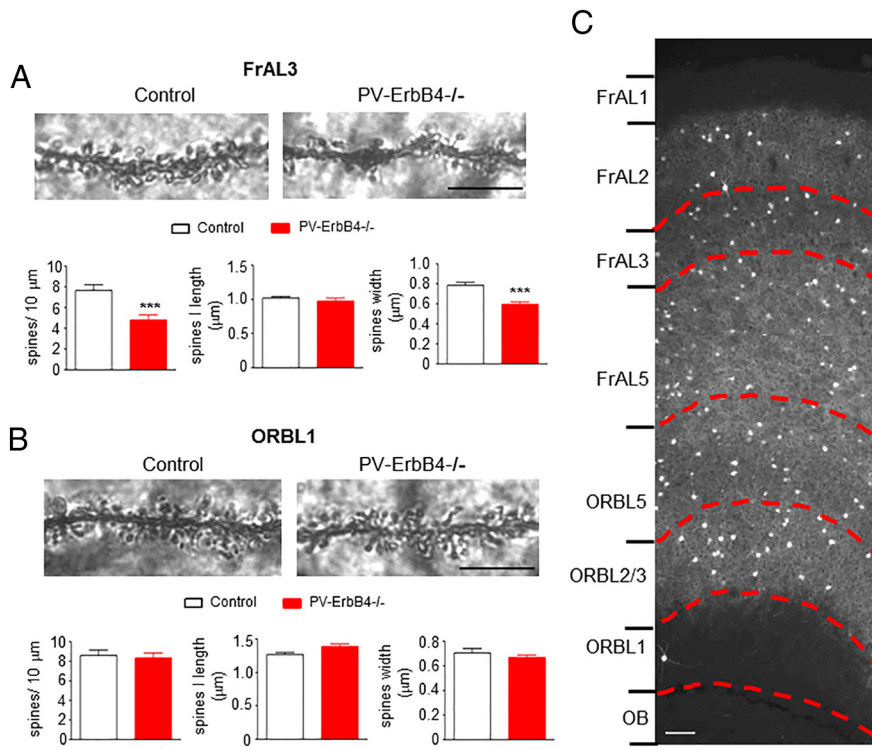 A
FrAL3
Control
PV-ErbB4-/-
Control
PV-ErbB4-/-
spines/ 10 μm
10
8
6
4
2
0
***
spines l length
(μm)
1.5
1.0
0.5
0
spines width
(μm)
1.0
0.8
0.6
0.4
0.2
0
***
B
ORBL1
Control
PV-ErbB4-/-
Control
PV-ErbB4-/-
spines/ 10 μm
10
8
6
4
2
0
spines l length
(μm)
1.5
1.0
0.5
0
spines width
(μm)
0.8
0.6
0.4
0.2
0
C
FrAL1
FrAL2
FrAL3
FrAL5
ORBL5
ORBL2/3
ORBL1
OB